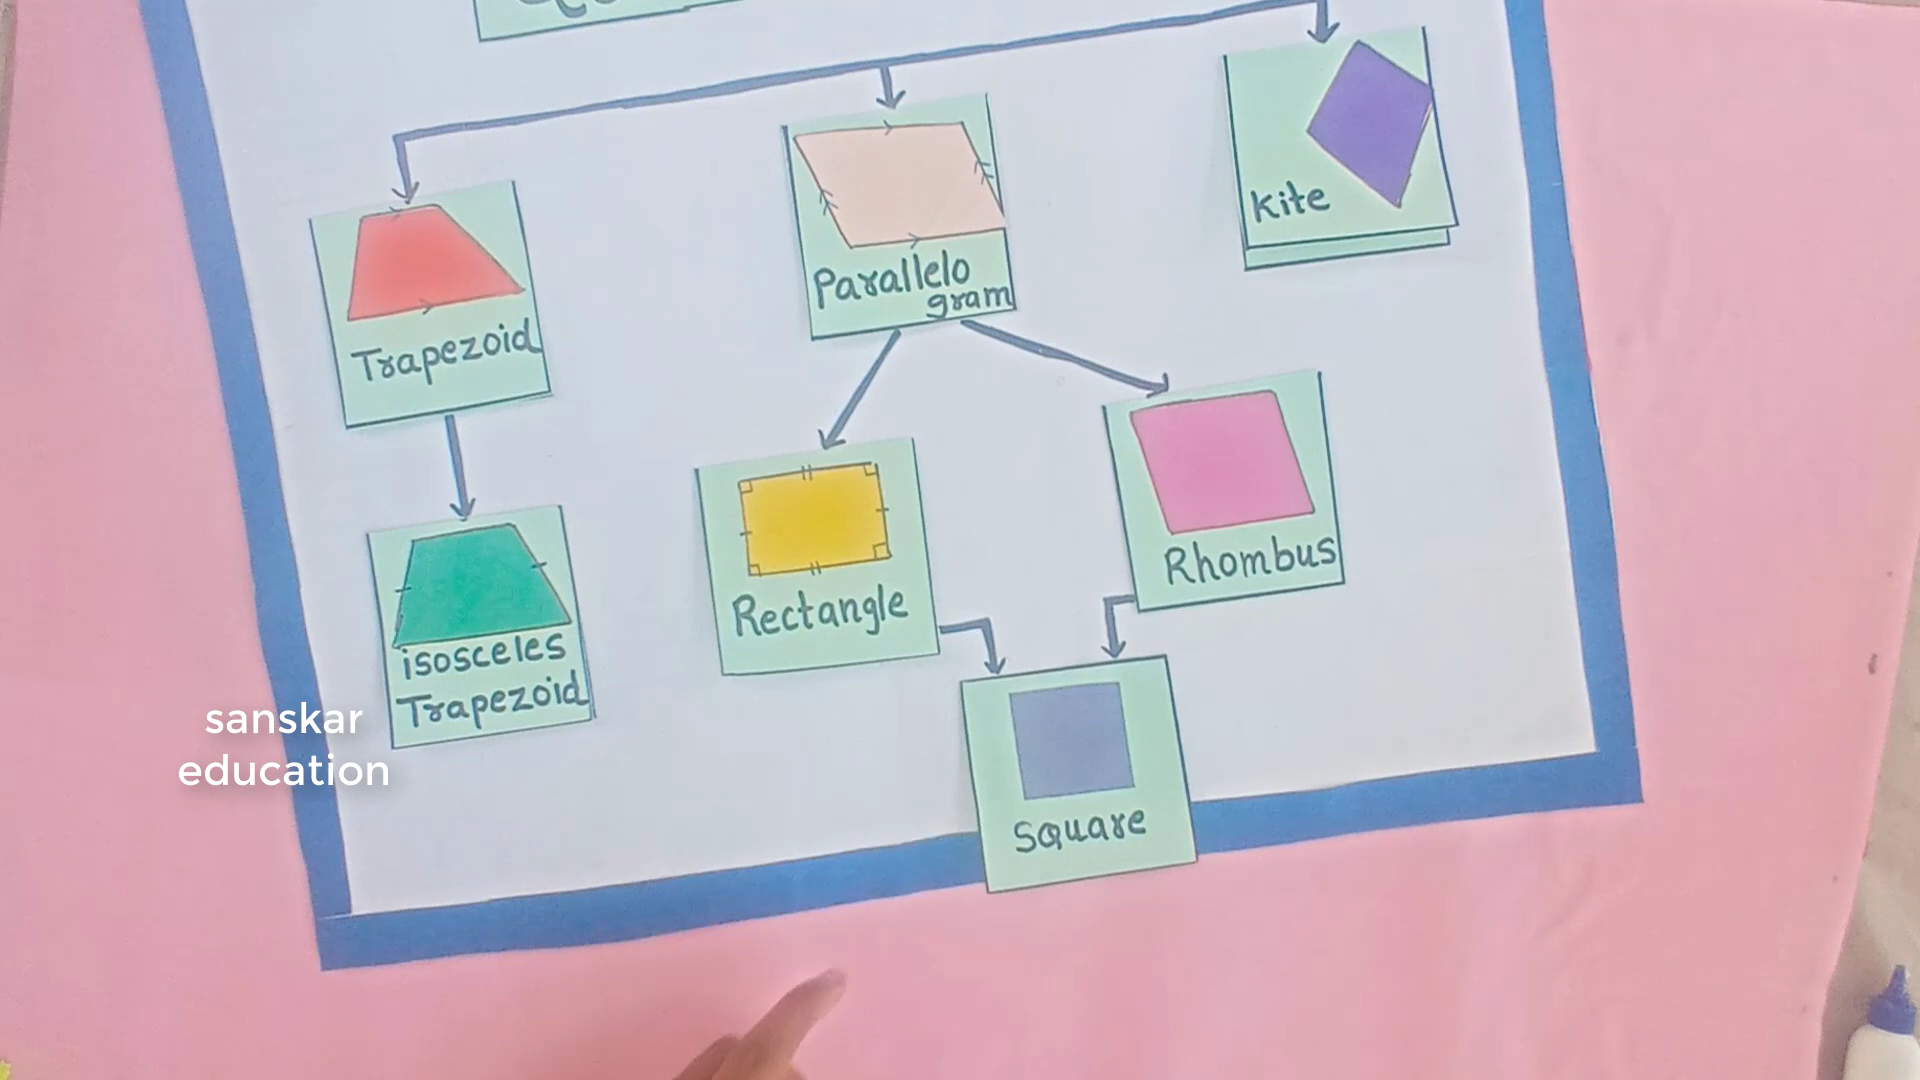 Kite
Parallelo
gram
Trapezoid
Rhombus
Rectangle
isosceles
Trapezoid
Square
sanskar
education